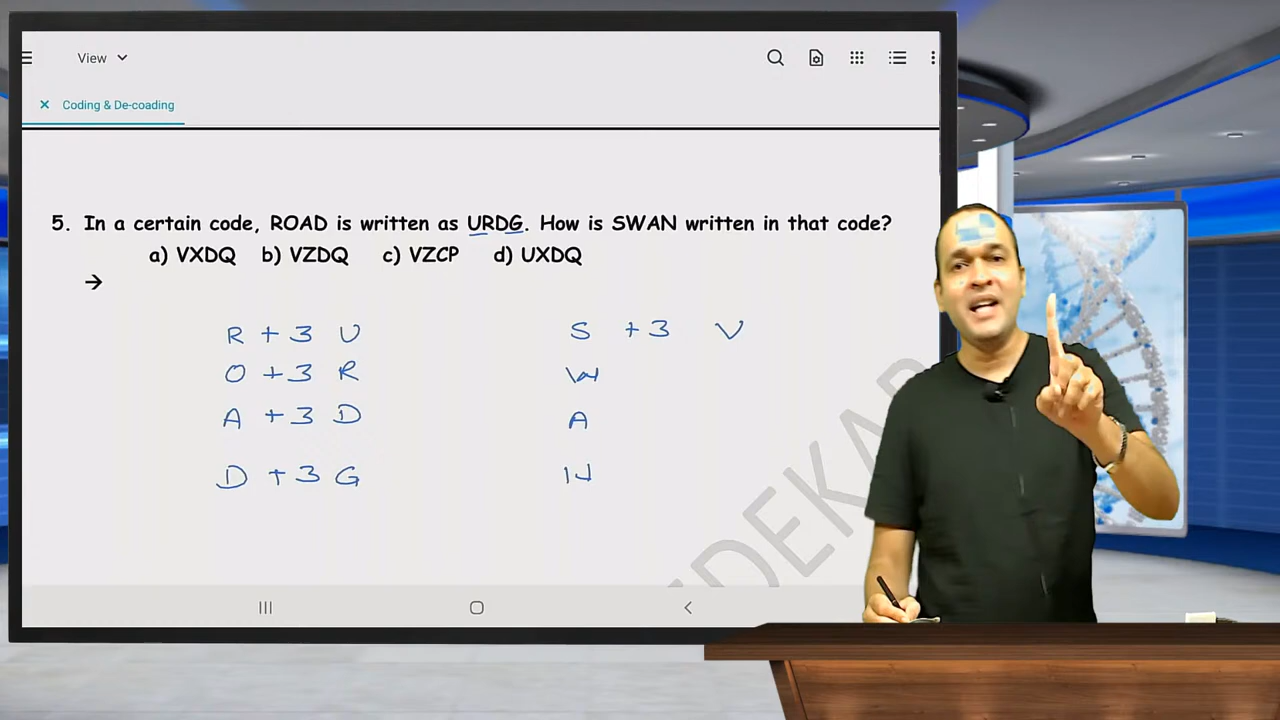 View
Coding & De-coading
5. In a certain code, ROAD is written as URDG. How is SWAN written in that code?
a) VXDQ b) VZDQ c) VZCP d) UXDQ
→
R + 3 U
O + 3 R
A + 3 D
D + 3 G
S + 3 V
W
A
N
DEKAR